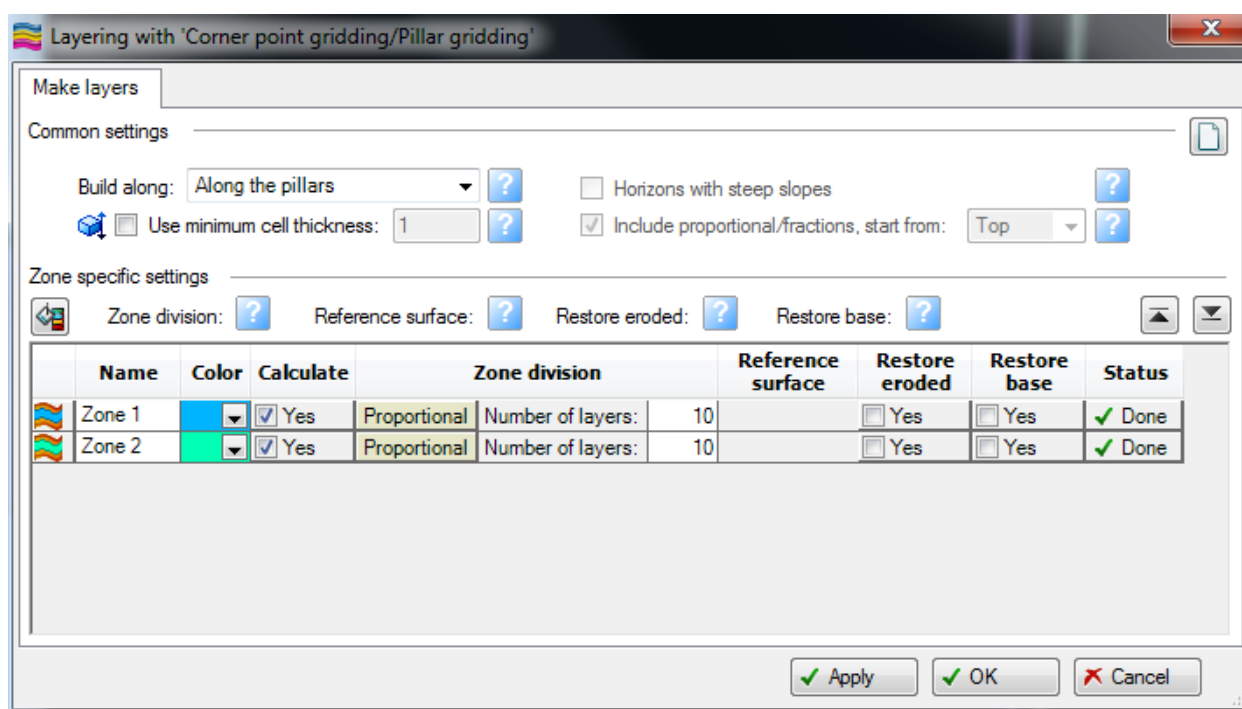 Layering with 'Corner point gridding/Pillar gridding'
x
Make layers
Common settings
Build along: Along the pillars ? Horizons with steep slopes ?
Use minimum cell thickness: 1 ? Include proportional/fractions, start from: Top ?
Zone specific settings
Zone division: ? Reference surface: ? Restore eroded: ? Restore base: ?
Name Color Calculate Zone division Reference surface Restore eroded Restore base Status
Zone 1 Yes Proportional Number of layers: 10 Yes Yes Done
Zone 2 Yes Proportional Number of layers: 10 Yes Yes Done
Apply OK Cancel